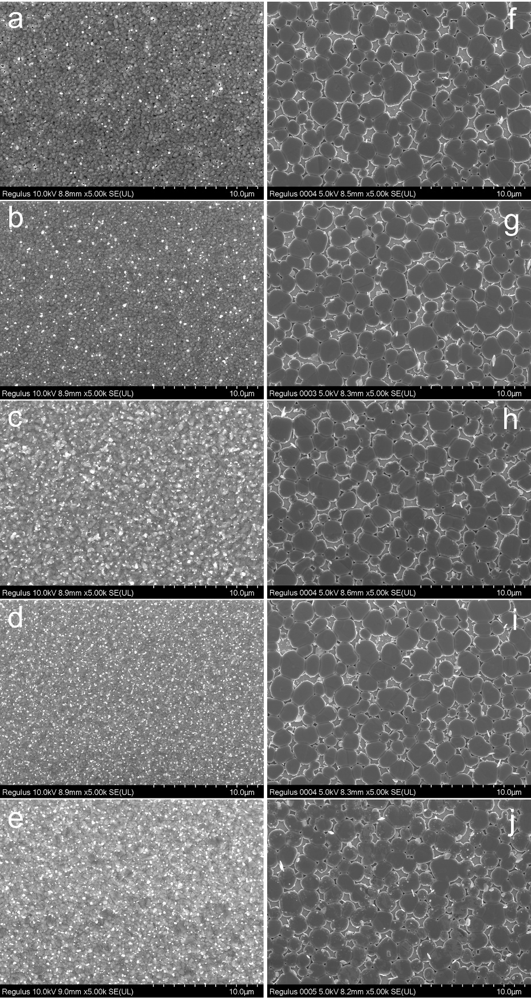 a
f
Regulus 10.0kV 8.8mm x5.00k SE(UL) 10.0μm
Regulus 0004 5.0kV 8.5mm x5.00k SE(UL) 10.0μm
b
g
Regulus 10.0kV 8.9mm x5.00k SE(UL) 10.0μm
Regulus 0003 5.0kV 8.3mm x5.00k SE(UL) 10.0μm
c
h
Regulus 10.0kV 8.9mm x5.00k SE(UL) 10.0μm
Regulus 0004 5.0kV 8.6mm x5.00k SE(UL) 10.0μm
d
i
Regulus 10.0kV 8.9mm x5.00k SE(UL) 10.0μm
Regulus 0004 5.0kV 8.3mm x5.00k SE(UL) 10.0μm
e
j
Regulus 10.0kV 9.0mm x5.00k SE(UL) 10.0μm
Regulus 0005 5.0kV 8.2mm x5.00k SE(UL) 10.0μm